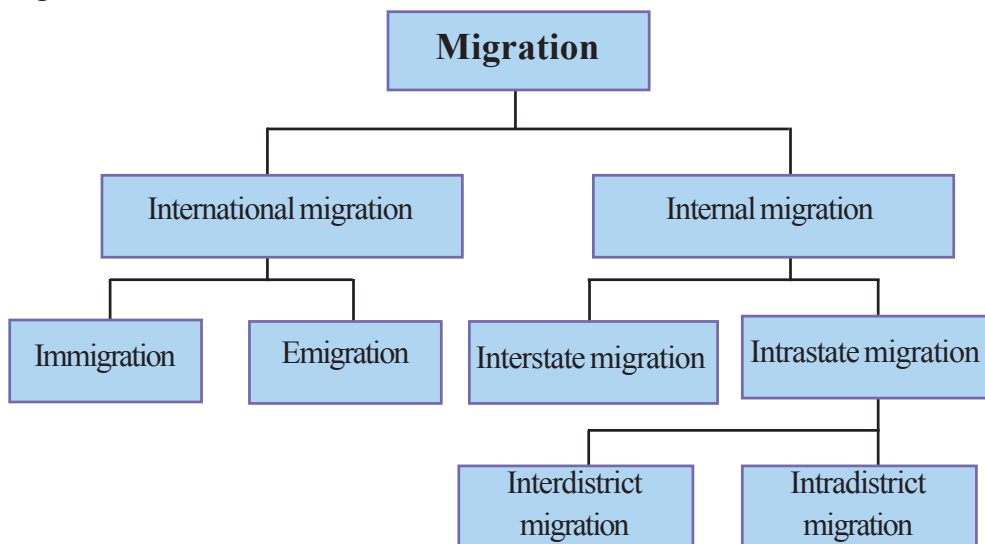 Migration
International migration
Internal migration
Immigration
Emigration
Interstate migration
Intrastate migration
Interdistrict
migration
Intradistrict
migration